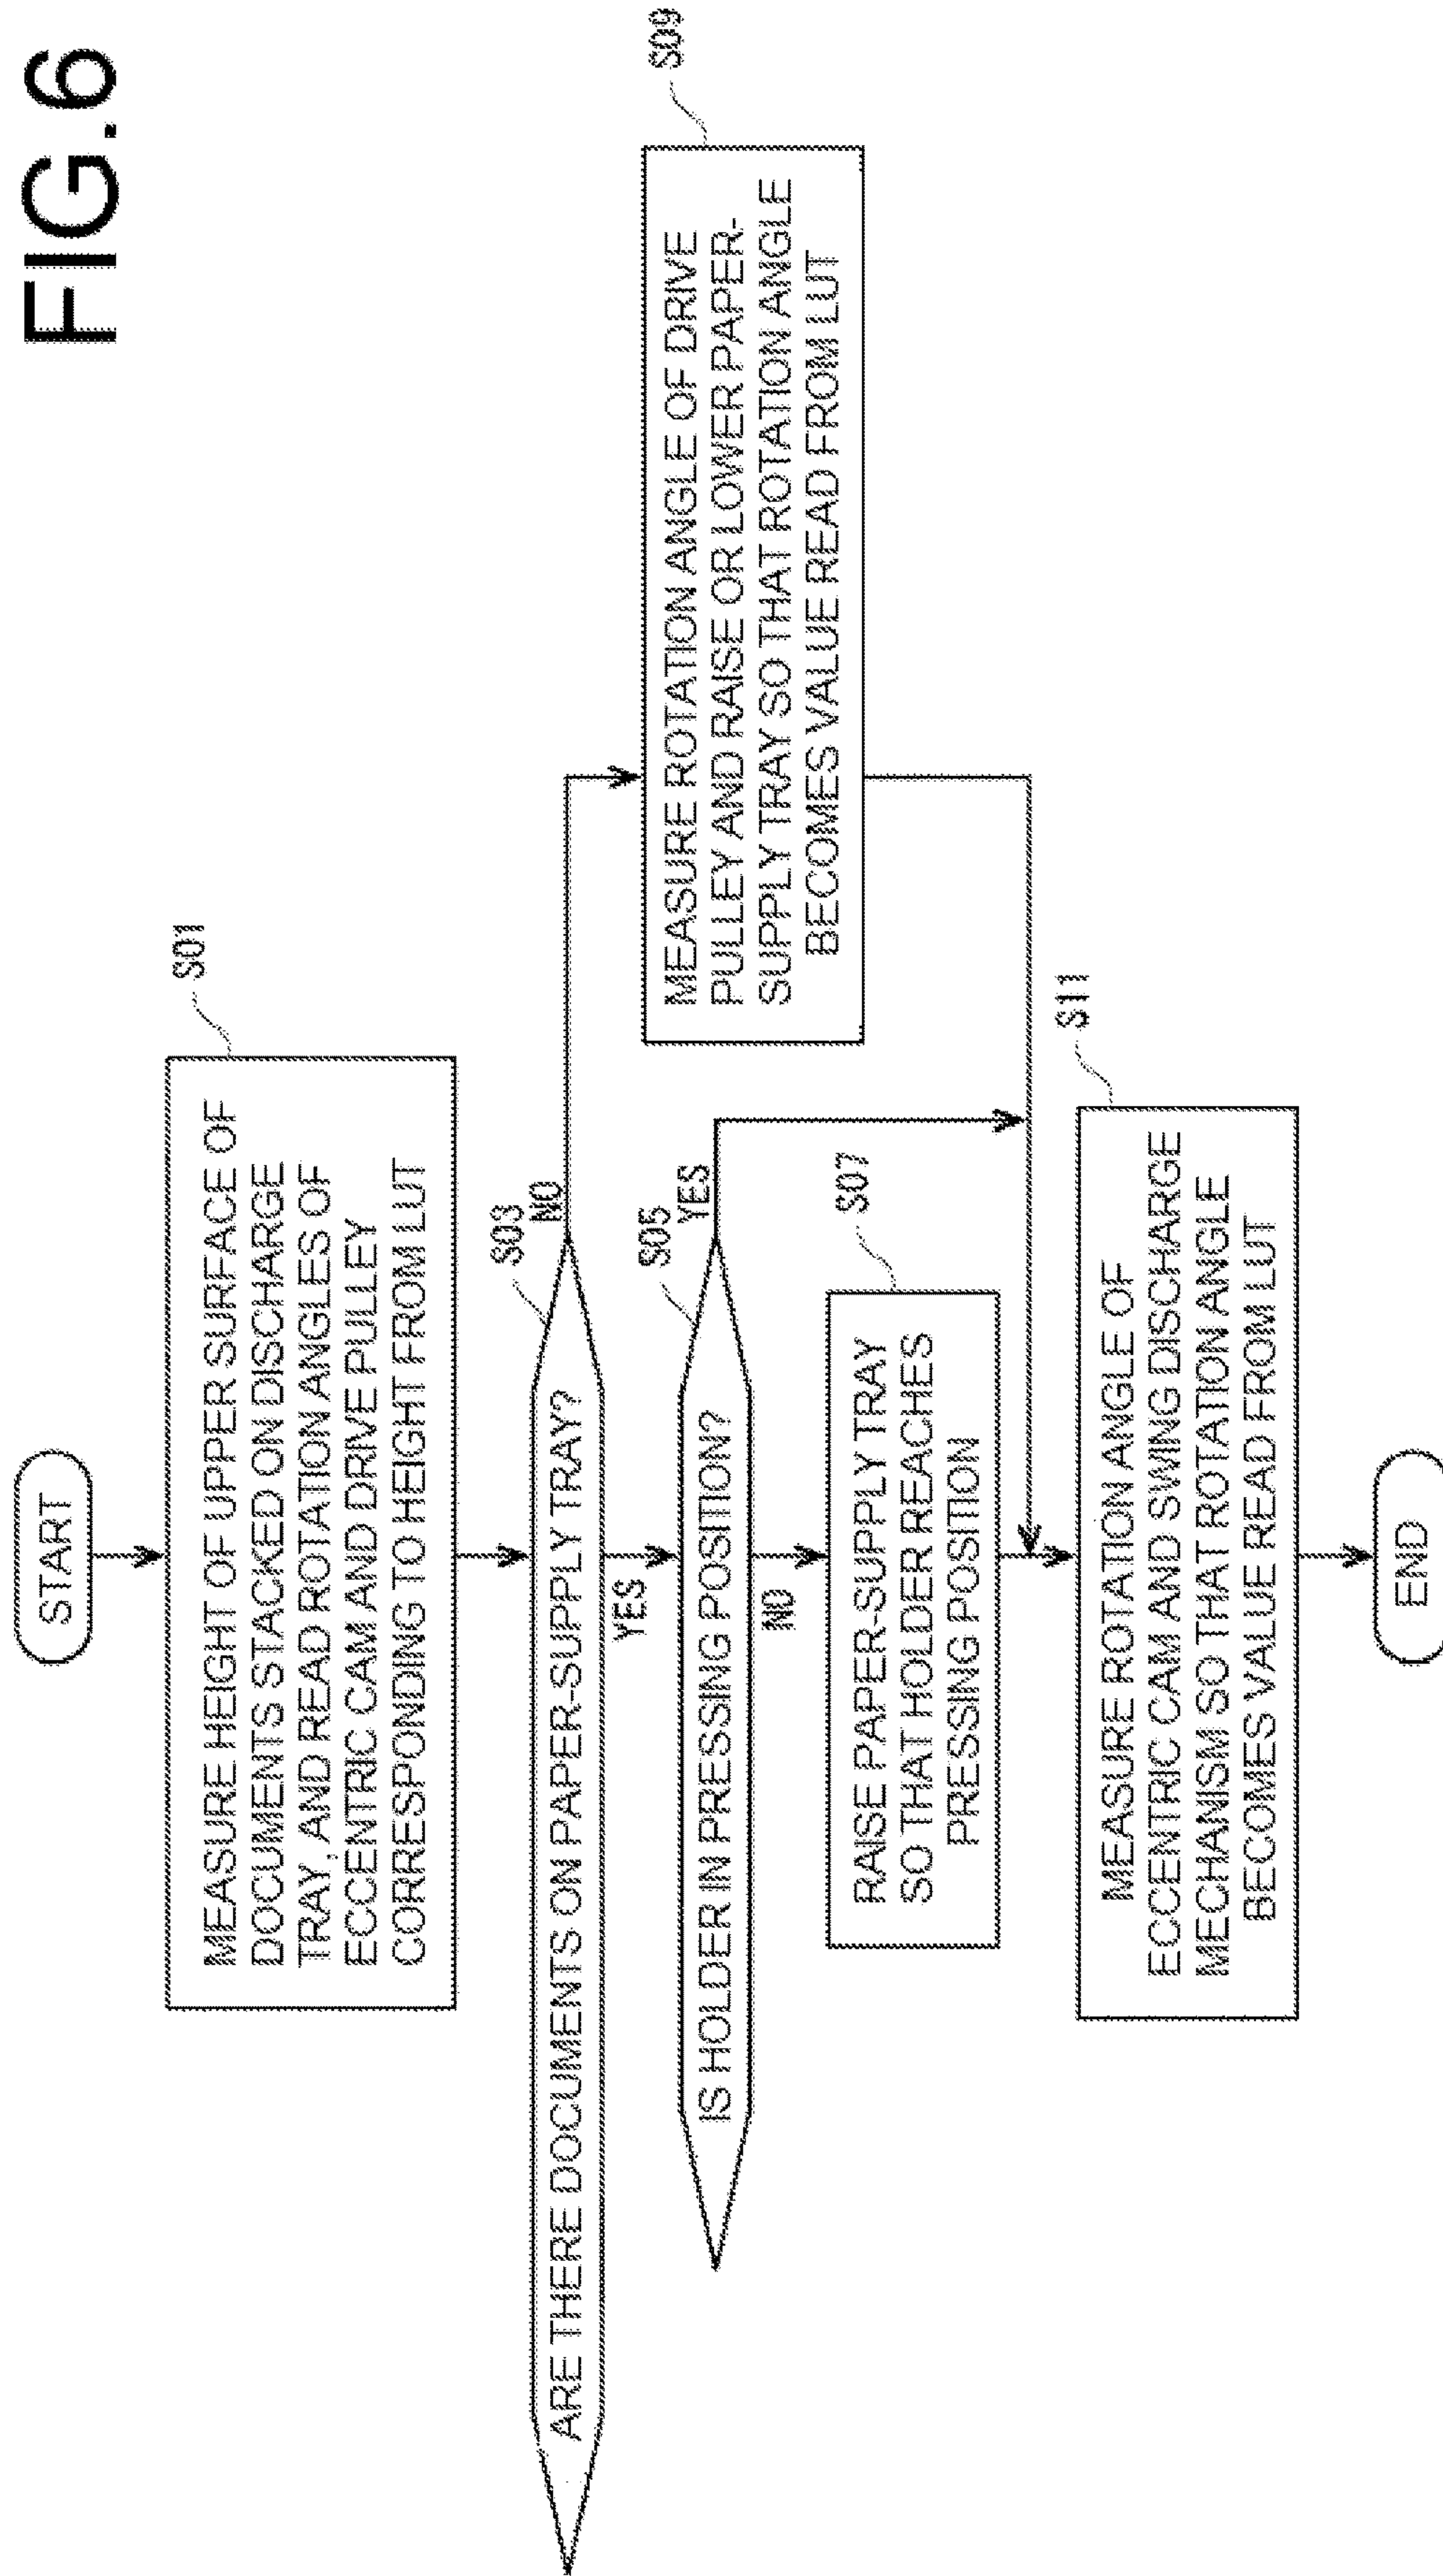 FIG.6
START
S01
MEASURE HEIGHT OF UPPER SURFACE OF
DOCUMENTS STACKED ON DISCHARGE
TRAY, AND READ ROTATION ANGLES OF
ECCENTRIC CAM AND DRIVE PULLEY
CORRESPONDING TO HEIGHT FROM LUT
S03
ARE THERE DOCUMENTS ON PAPER-SUPPLY TRAY?
NO
YES
S05
IS HOLDER IN PRESSING POSITION?
YES
NO
S09
MEASURE ROTATION ANGLE OF DRIVE
PULLEY AND RAISE OR LOWER PAPER-
SUPPLY TRAY SO THAT ROTATION ANGLE
BECOMES VALUE READ FROM LUT
S07
RAISE PAPER-SUPPLY TRAY
SO THAT HOLDER REACHES
PRESSING POSITION
S11
MEASURE ROTATION ANGLE OF
ECCENTRIC CAM AND SWING DISCHARGE
MECHANISM SO THAT ROTATION ANGLE
BECOMES VALUE READ FROM LUT
END